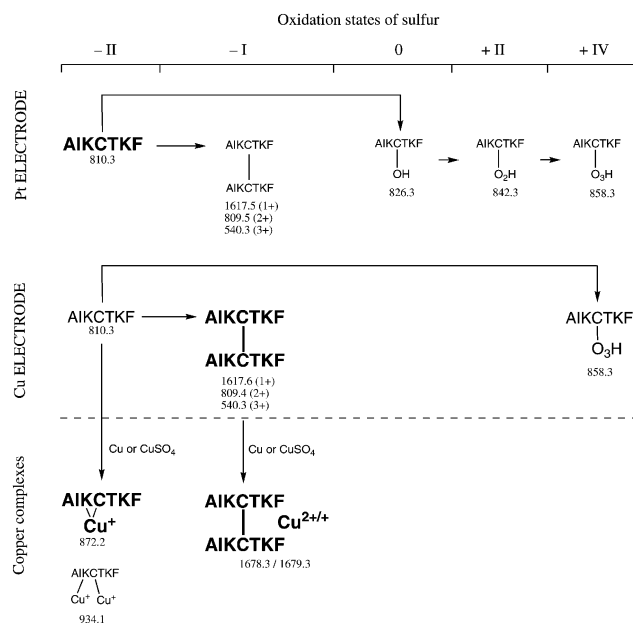 Oxidation states of sulfur
– II
– I
0
+ II
+ IV
Pt ELECTRODE
AIKCTKF
810.3
AIKCTKF
AIKCTKF
1617.5 (1+)
809.5 (2+)
540.3 (3+)
AIKCTKF
OH
826.3
AIKCTKF
O2H
842.3
AIKCTKF
O3H
858.3
Cu ELECTRODE
AIKCTKF
810.3
AIKCTKF
AIKCTKF
1617.6 (1+)
809.4 (2+)
540.3 (3+)
AIKCTKF
O3H
858.3
Copper complexes
Cu or CuSO4
Cu or CuSO4
AIKCTKF
Cu+
872.2
AIKCTKF
Cu+ Cu+
934.1
AIKCTKF
Cu2+/+
AIKCTKF
1678.3 / 1679.3